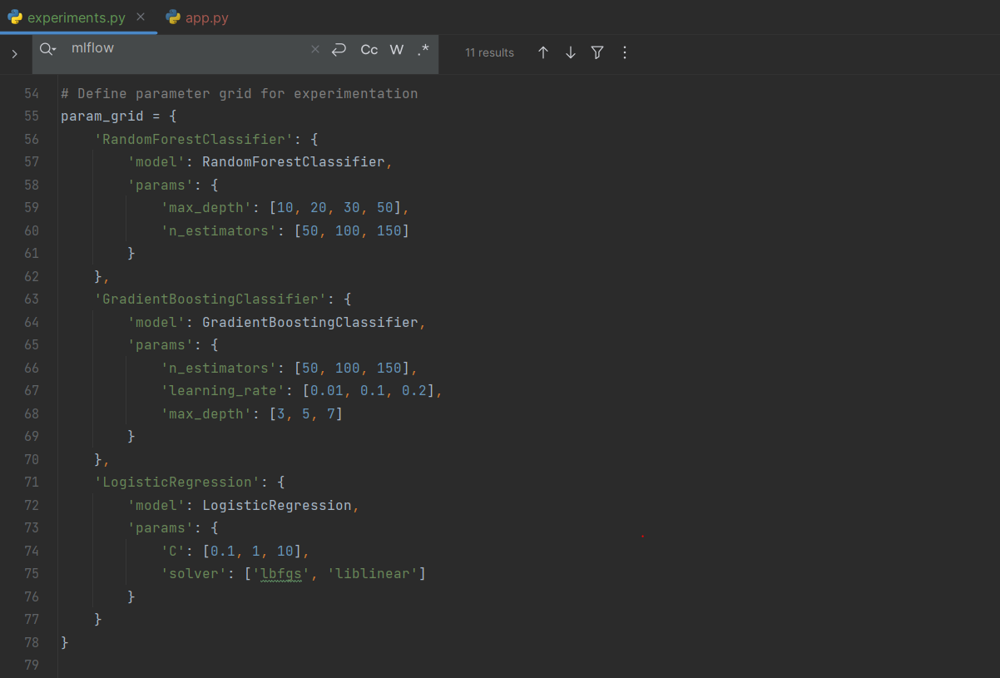 experiments.py × app.py
mlflow × Cc W .* 11 results
54 # Define parameter grid for experimentation
55 param_grid = {
56     'RandomForestClassifier': {
57         'model': RandomForestClassifier,
58         'params': {
59             'max_depth': [10, 20, 30, 50],
60             'n_estimators': [50, 100, 150]
61         }
62     },
63     'GradientBoostingClassifier': {
64         'model': GradientBoostingClassifier,
65         'params': {
66             'n_estimators': [50, 100, 150],
67             'learning_rate': [0.01, 0.1, 0.2],
68             'max_depth': [3, 5, 7]
69         }
70     },
71     'LogisticRegression': {
72         'model': LogisticRegression,
73         'params': {
74             'C': [0.1, 1, 10],
75             'solver': ['lbfgs', 'liblinear']
76         }
77     }
78 }
79